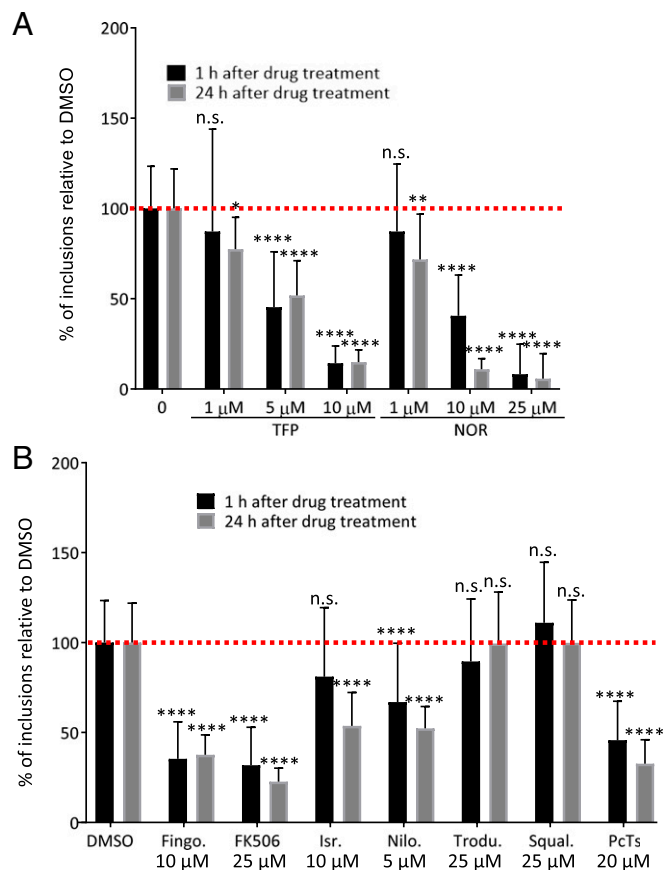 A
% of inclusions relative to DMSO
200
150
100
50
0
1 h after drug treatment
24 h after drug treatment
n.s.
*
****
****
****
****
n.s.
**
****
****
****
****
0 1 µM 5 µM 10 µM 1 µM 10 µM 25 µM
TFP NOR
B
% of inclusions relative to DMSO
200
150
100
50
0
1 h after drug treatment
24 h after drug treatment
****
****
****
****
n.s.
****
****
****
n.s.
n.s.
n.s.
n.s.
****
****
DMSO Fingo. FK506 Isr. Nilo. Trodu. Squal. PcTs
10 µM 25 µM 10 µM 5 µM 25 µM 25 µM 20 µM